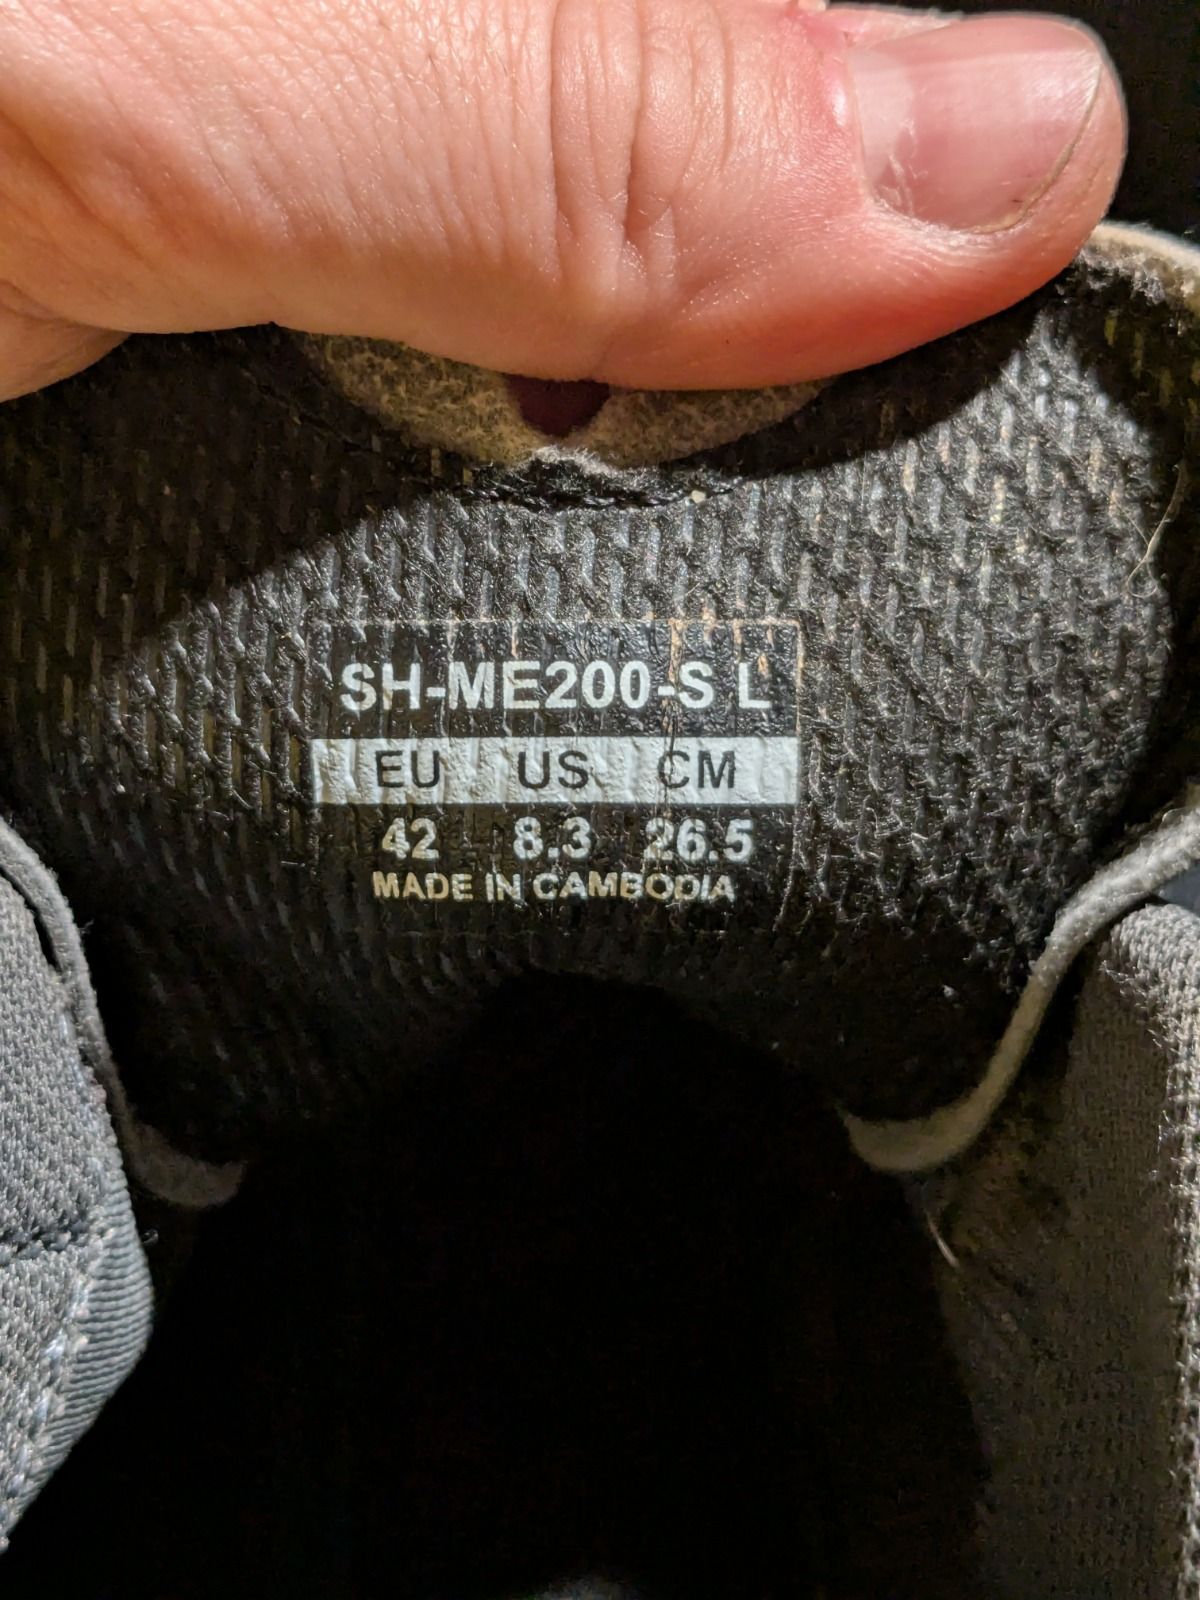 SH-ME200-S L
EU US CM
42 8.3 26.5
MADE IN CAMBODIA